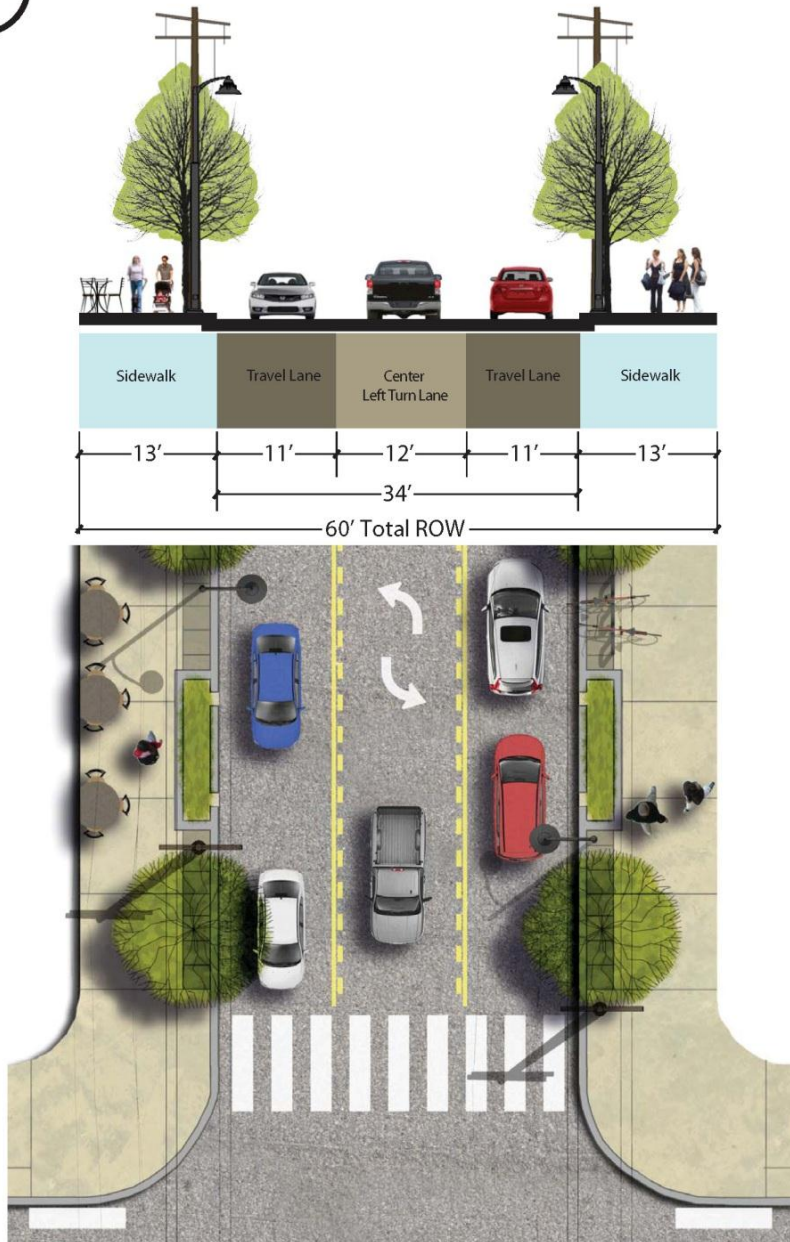 Sidewalk
Travel Lane
Center
Left Turn Lane
Travel Lane
Sidewalk
13'
11'
12'
11'
13'
34'
60' Total ROW